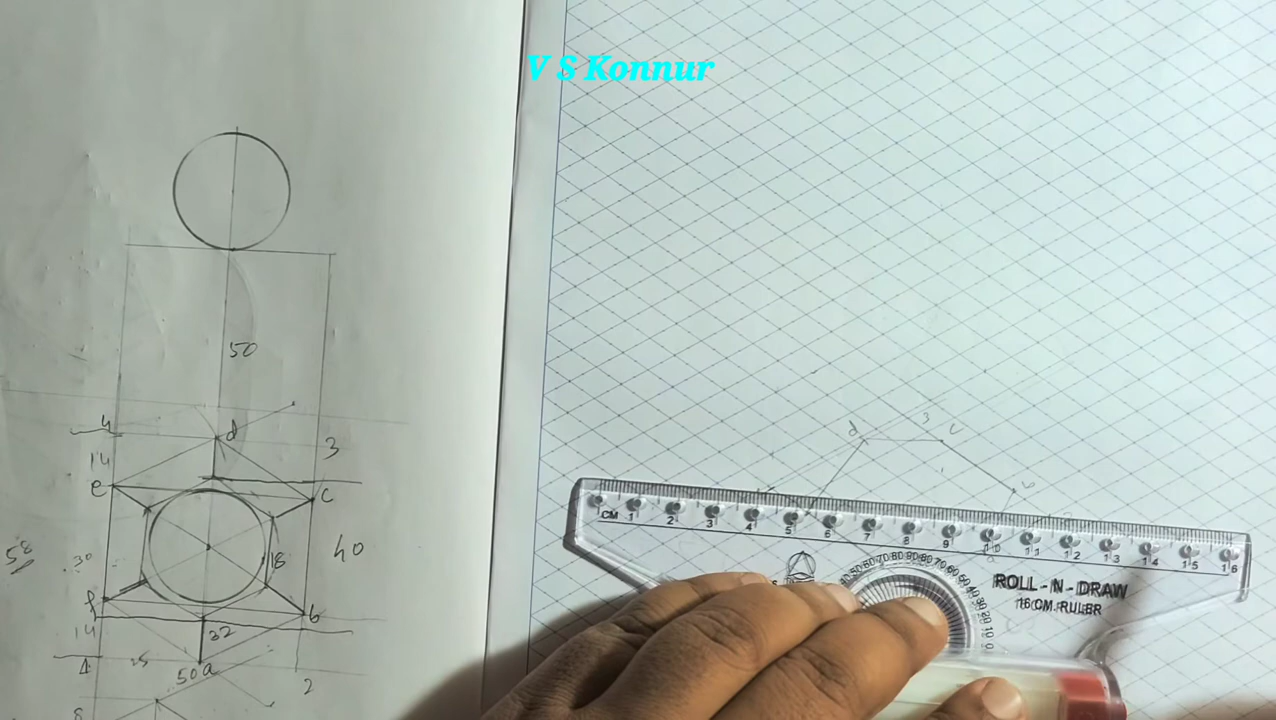 V S Konnur
50
4
d
3
14
e
c
58
30
18
40
f
b
14
32
50 a
2
3
d
c
b
CM 1 2 3 4 5 6 7 8 9 10 11 12 13 14 15 16
ROLL-N-DRAW
16 CM RULER